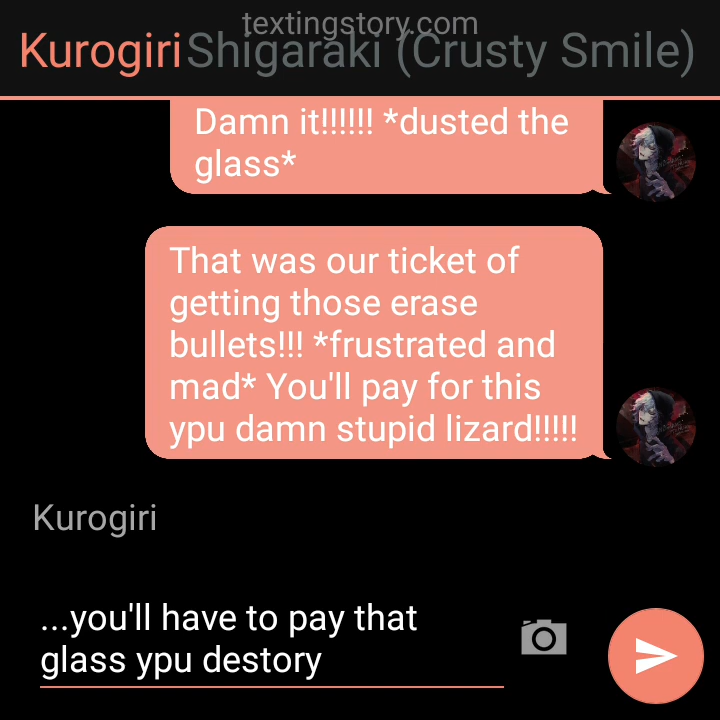 textingstory.com
Kurogiri Shigaraki (Crusty Smile)
Damn it!!!!!! *dusted the
glass*
That was our ticket of
getting those erase
bullets!!! *frustrated and
mad* You'll pay for this
ypu damn stupid lizard!!!!!
Kurogiri
...you'll have to pay that
glass ypu destory